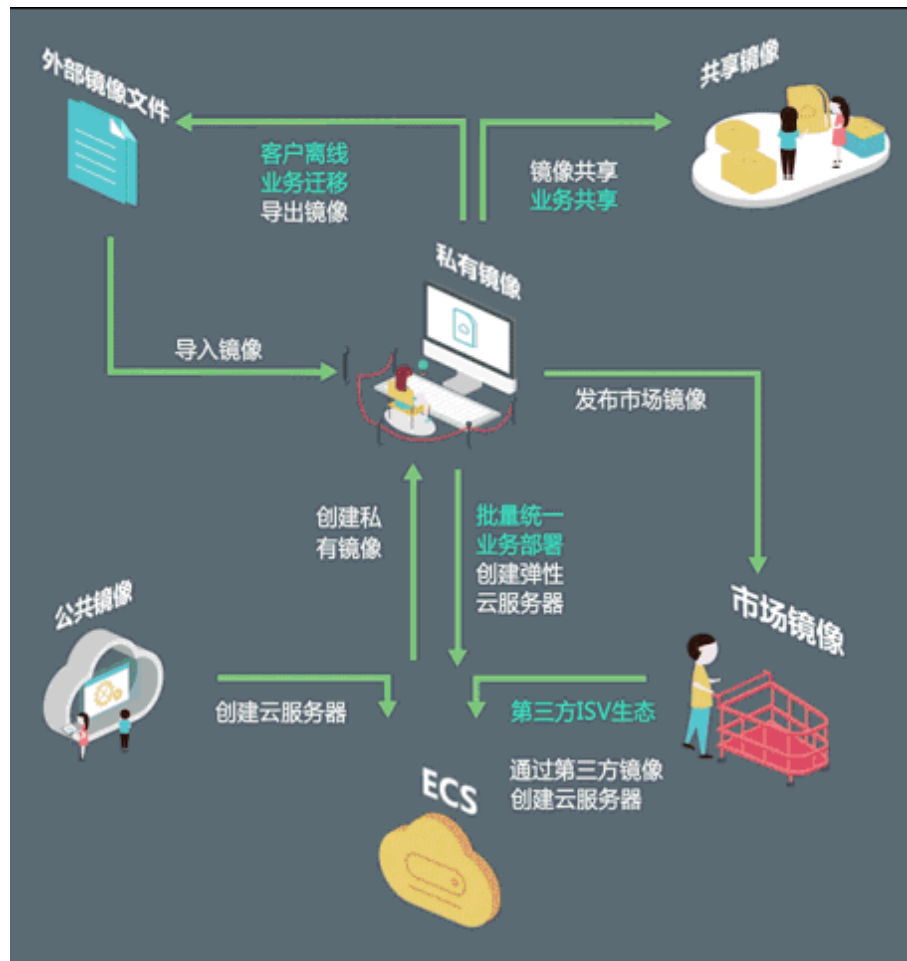 外部镜像文件
共享镜像
客户离线
业务迁移
导出镜像
镜像共享
业务共享
私有镜像
导入镜像
发布市场镜像
创建私
有镜像
批量统一
业务部署
创建弹性
云服务器
公共镜像
市场镜像
创建云服务器
第三方ISV生态
通过第三方镜像
创建云服务器
ECS